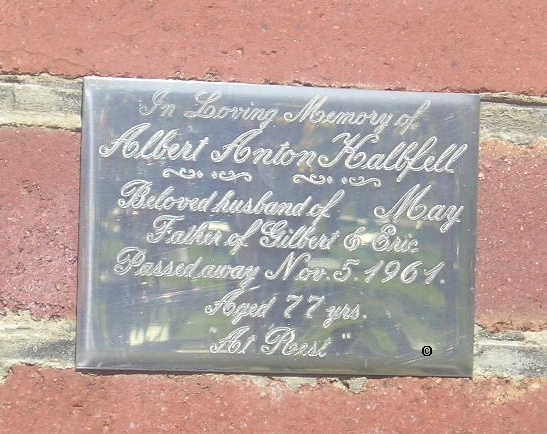 In Loving Memory of
Albert Anton Kalbfell
Beloved husband of May
Father of Gilbert & Eric
Passed away Nov. 5. 1961.
Aged 77 yrs.
"At Rest"
©